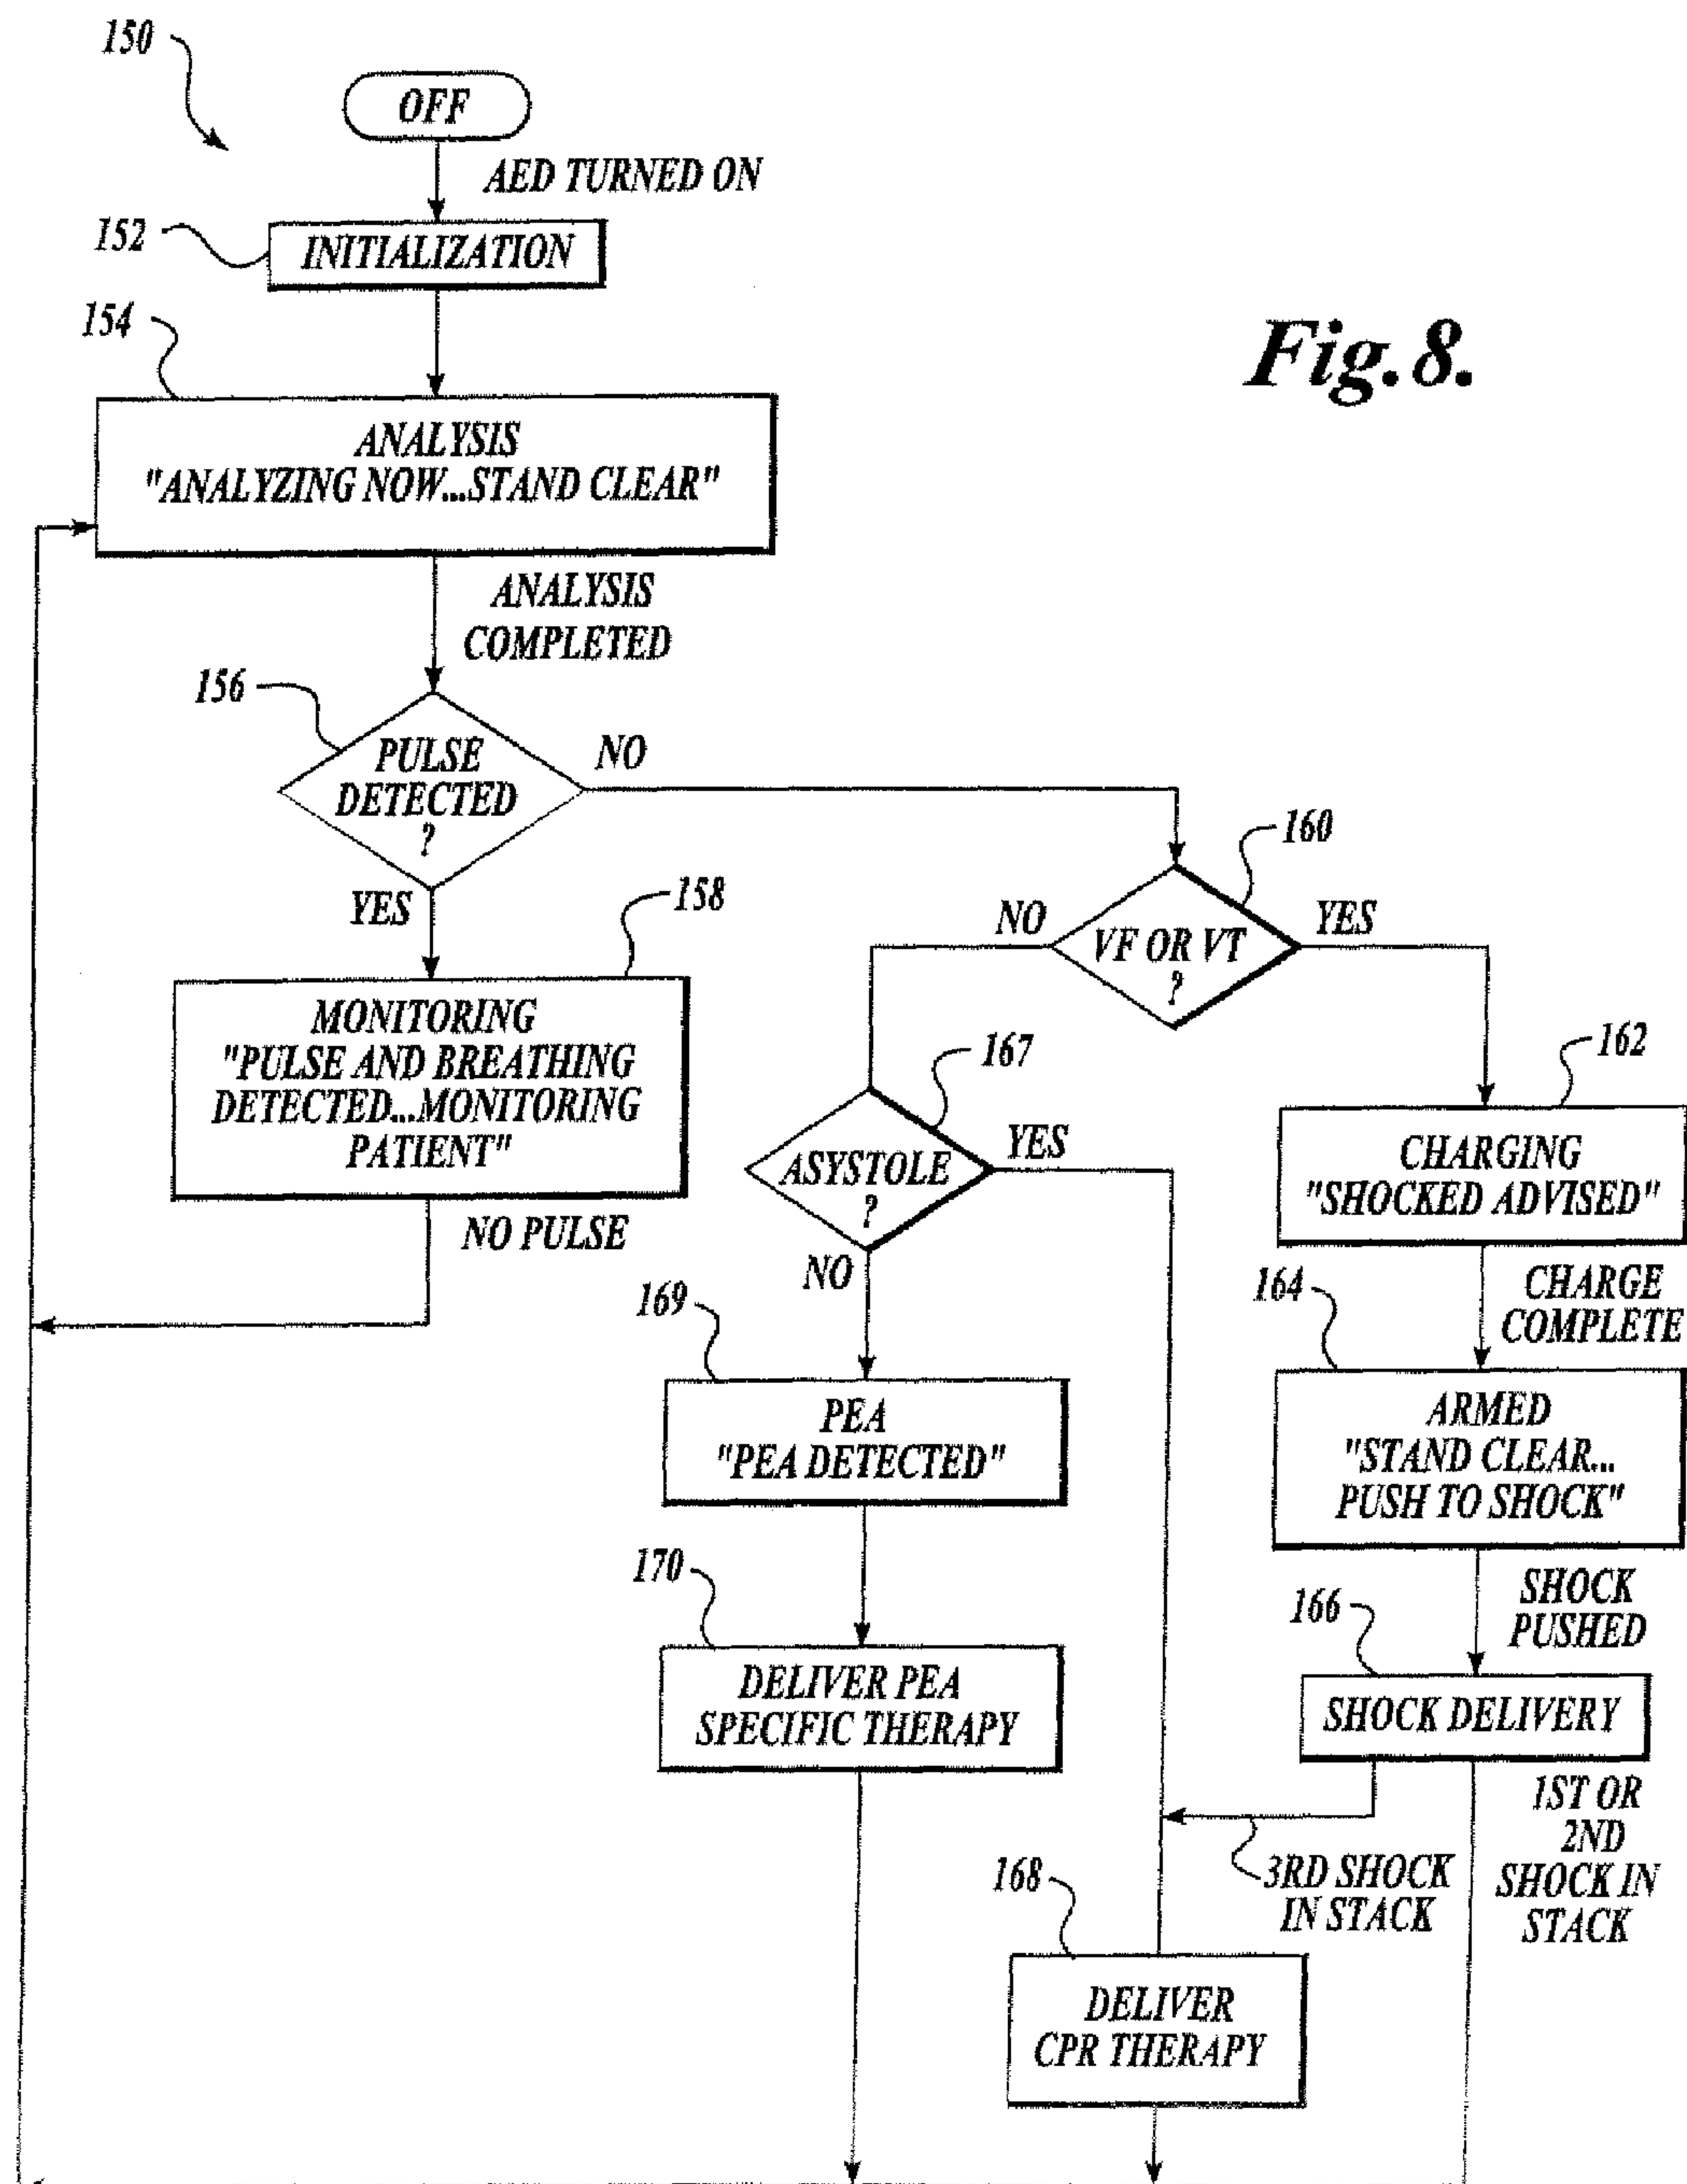 150
OFF
AED TURNED ON
152
INITIALIZATION
154
Fig. 8.
ANALYSIS
"ANALYZING NOW...STAND CLEAR"
ANALYSIS
COMPLETED
156
PULSE
DETECTED
?
NO
YES
160
VF OR VT
?
NO
YES
158
MONITORING
"PULSE AND BREATHING
DETECTED...MONITORING
PATIENT"
NO PULSE
167
ASYSTOLE
?
YES
NO
162
CHARGING
"SHOCKED ADVISED"
CHARGE
COMPLETE
164
ARMED
"STAND CLEAR...
PUSH TO SHOCK"
SHOCK
PUSHED
169
PEA
"PEA DETECTED"
170
DELIVER PEA
SPECIFIC THERAPY
166
SHOCK DELIVERY
1ST OR
2ND
SHOCK IN
STACK
3RD SHOCK
IN STACK
168
DELIVER
CPR THERAPY